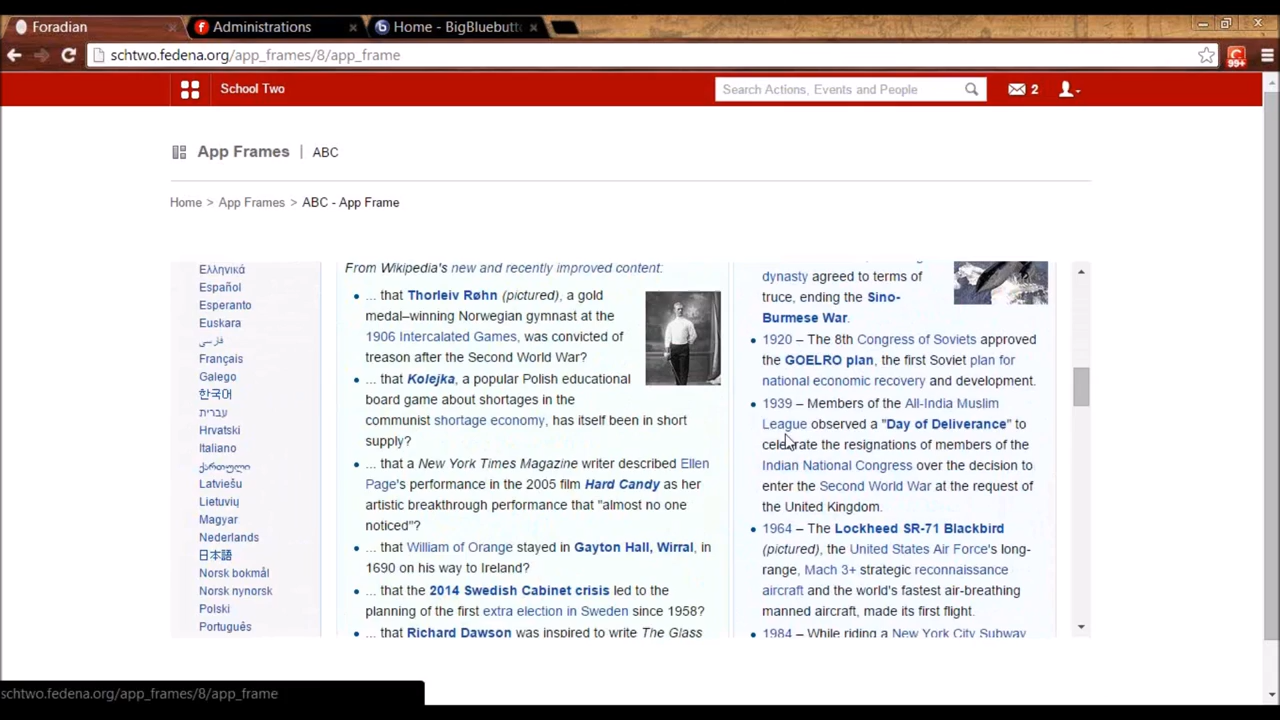 Foradian
Administrations
Home - BigBluebutt
schtwo.fedena.org/app_frames/8/app_frame
99+
School Two
Search Actions, Events and People
2
App Frames | ABC
Home > App Frames > ABC - App Frame
Ελληνικά
Español
Esperanto
Euskara
فارسی
Français
Galego
한국어
עברית
Hrvatski
Italiano
ქართული
Latviešu
Lietuvių
Magyar
Nederlands
日本語
Norsk bokmål
Norsk nynorsk
Polski
Português
From Wikipedia's new and recently improved content:
... that Thorleiv Røhn (pictured), a gold
medal–winning Norwegian gymnast at the
1906 Intercalated Games, was convicted of
treason after the Second World War?
... that Kolejka, a popular Polish educational
board game about shortages in the
communist shortage economy, has itself been in short
supply?
... that a New York Times Magazine writer described Ellen
Page's performance in the 2005 film Hard Candy as her
artistic breakthrough performance that "almost no one
noticed"?
... that William of Orange stayed in Gayton Hall, Wirral, in
1690 on his way to Ireland?
... that the 2014 Swedish Cabinet crisis led to the
planning of the first extra election in Sweden since 1958?
... that Richard Dawson was inspired to write The Glass
dynasty agreed to terms of
truce, ending the Sino-
Burmese War.
1920 – The 8th Congress of Soviets approved
the GOELRO plan, the first Soviet plan for
national economic recovery and development.
1939 – Members of the All-India Muslim
League observed a "Day of Deliverance" to
celebrate the resignations of members of the
Indian National Congress over the decision to
enter the Second World War at the request of
the United Kingdom.
1964 – The Lockheed SR-71 Blackbird
(pictured), the United States Air Force's long-
range, Mach 3+ strategic reconnaissance
aircraft and the world's fastest air-breathing
manned aircraft, made its first flight.
1984 – While riding a New York City Subway
schtwo.fedena.org/app_frames/8/app_frame